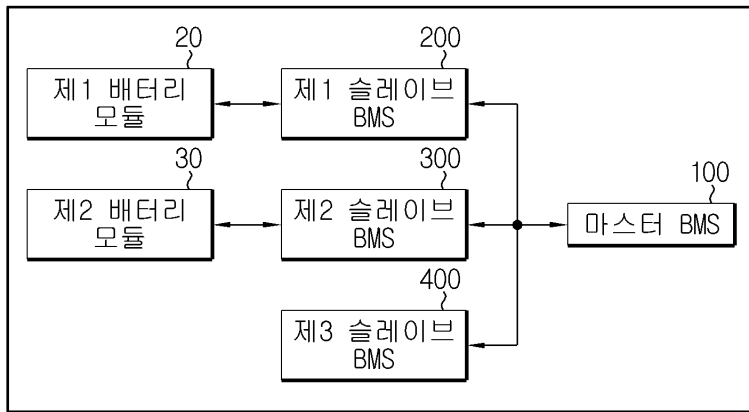 20
제1 배터리
모듈
200
제1 슬레이브
BMS
30
제2 배터리
모듈
300
제2 슬레이브
BMS
100
마스터 BMS
400
제3 슬레이브
BMS